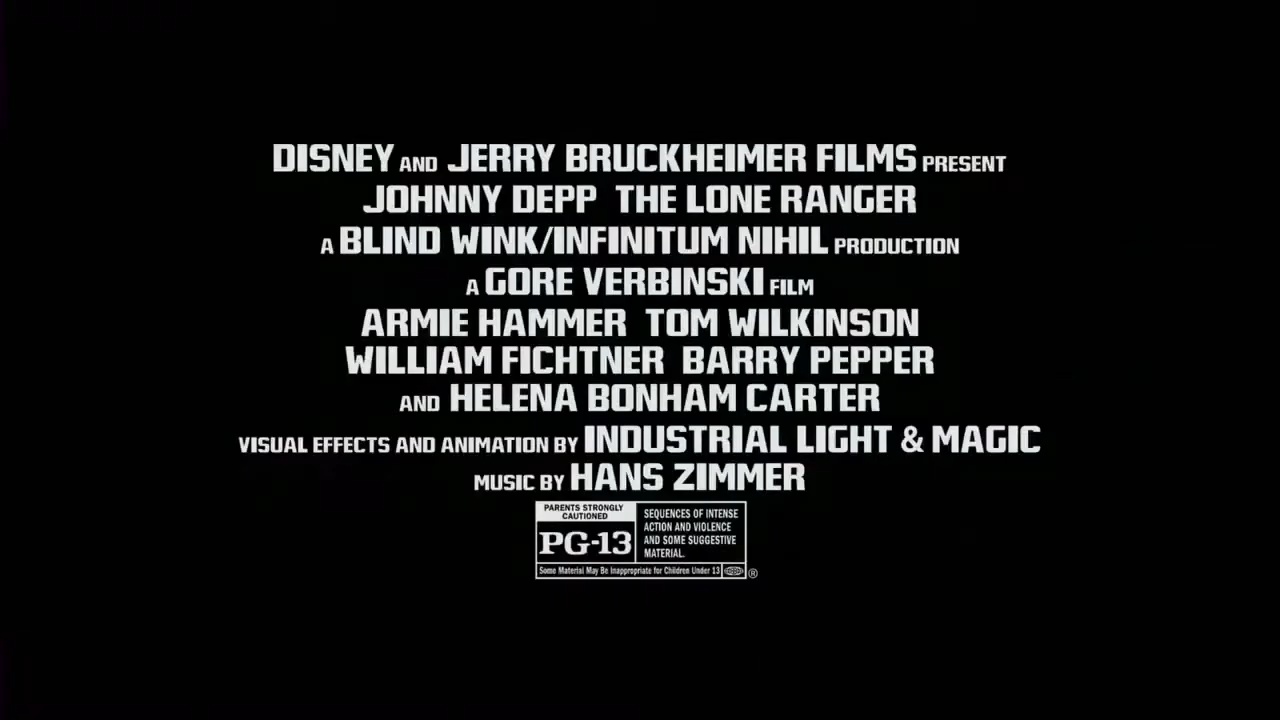 DISNEY AND JERRY BRUCKHEIMER FILMS PRESENT
JOHNNY DEPP THE LONE RANGER
A BLIND WINK/INFINITUM NIHIL PRODUCTION
A GORE VERBINSKI FILM
ARMIE HAMMER TOM WILKINSON
WILLIAM FICHTNER BARRY PEPPER
AND HELENA BONHAM CARTER
VISUAL EFFECTS AND ANIMATION BY INDUSTRIAL LIGHT & MAGIC
MUSIC BY HANS ZIMMER
PARENTS STRONGLY
CAUTIONED
PG-13
SEQUENCES OF INTENSE
ACTION AND VIOLENCE
AND SOME SUGGESTIVE
MATERIAL.
Some Material May Be Inappropriate for Children Under 13
®